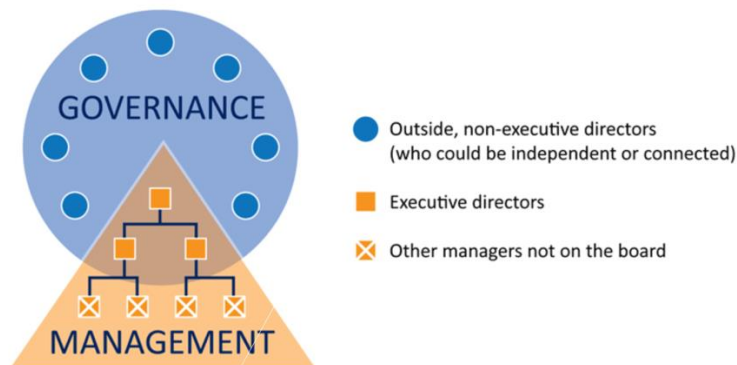 GOVERNANCE
MANAGEMENT
Outside, non-executive directors
(who could be independent or connected)
Executive directors
Other managers not on the board